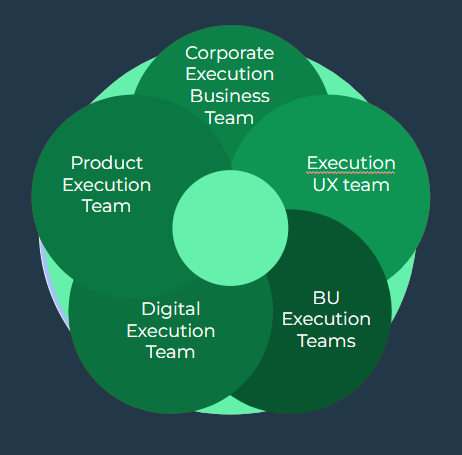 Corporate
Execution
Business
Team
Product
Execution
Team
Execution
UX team
Digital
Execution
Team
BU
Execution
Teams